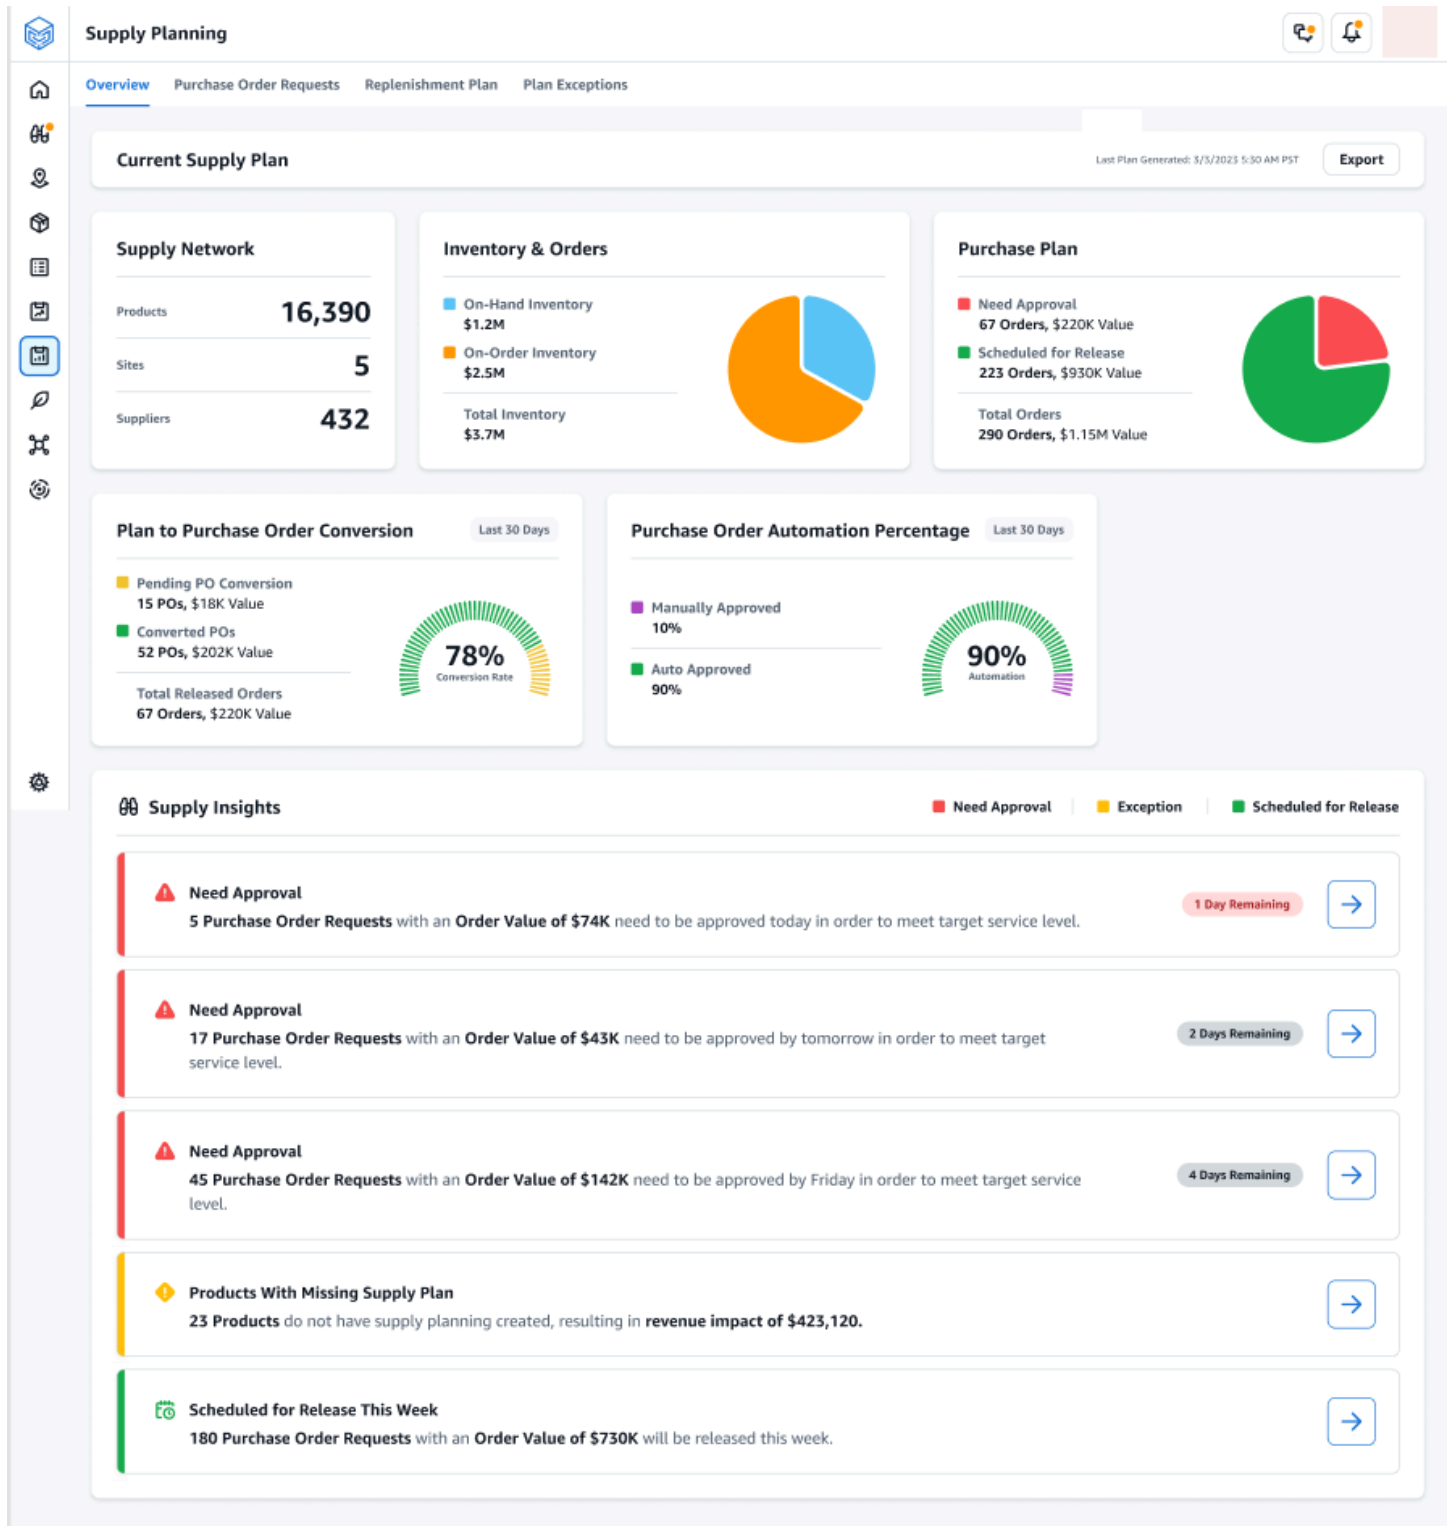 Supply Planning
Overview
Purchase Order Requests
Replenishment Plan
Plan Exceptions
Current Supply Plan
Last Plan Generated: 3/3/2023 5:30 AM PST
Export
Supply Network
Products
16,390
Sites
5
Suppliers
432
Inventory & Orders
On-Hand Inventory
$1.2M
On-Order Inventory
$2.5M
Total Inventory
$3.7M
Purchase Plan
Need Approval
67 Orders, $220K Value
Scheduled for Release
223 Orders, $930K Value
Total Orders
290 Orders, $1.15M Value
Plan to Purchase Order Conversion
Last 30 Days
Pending PO Conversion
15 POs, $18K Value
Converted POs
52 POs, $202K Value
Total Released Orders
67 Orders, $220K Value
78%
Conversion Rate
Purchase Order Automation Percentage
Last 30 Days
Manually Approved
10%
Auto Approved
90%
90%
Automation
Supply Insights
Need Approval
Exception
Scheduled for Release
Need Approval
5 Purchase Order Requests with an Order Value of $74K need to be approved today in order to meet target service level.
1 Day Remaining
Need Approval
17 Purchase Order Requests with an Order Value of $43K need to be approved by tomorrow in order to meet target
service level.
2 Days Remaining
Need Approval
45 Purchase Order Requests with an Order Value of $142K need to be approved by Friday in order to meet target service
level.
4 Days Remaining
Products With Missing Supply Plan
23 Products do not have supply planning created, resulting in revenue impact of $423,120.
Scheduled for Release This Week
180 Purchase Order Requests with an Order Value of $730K will be released this week.